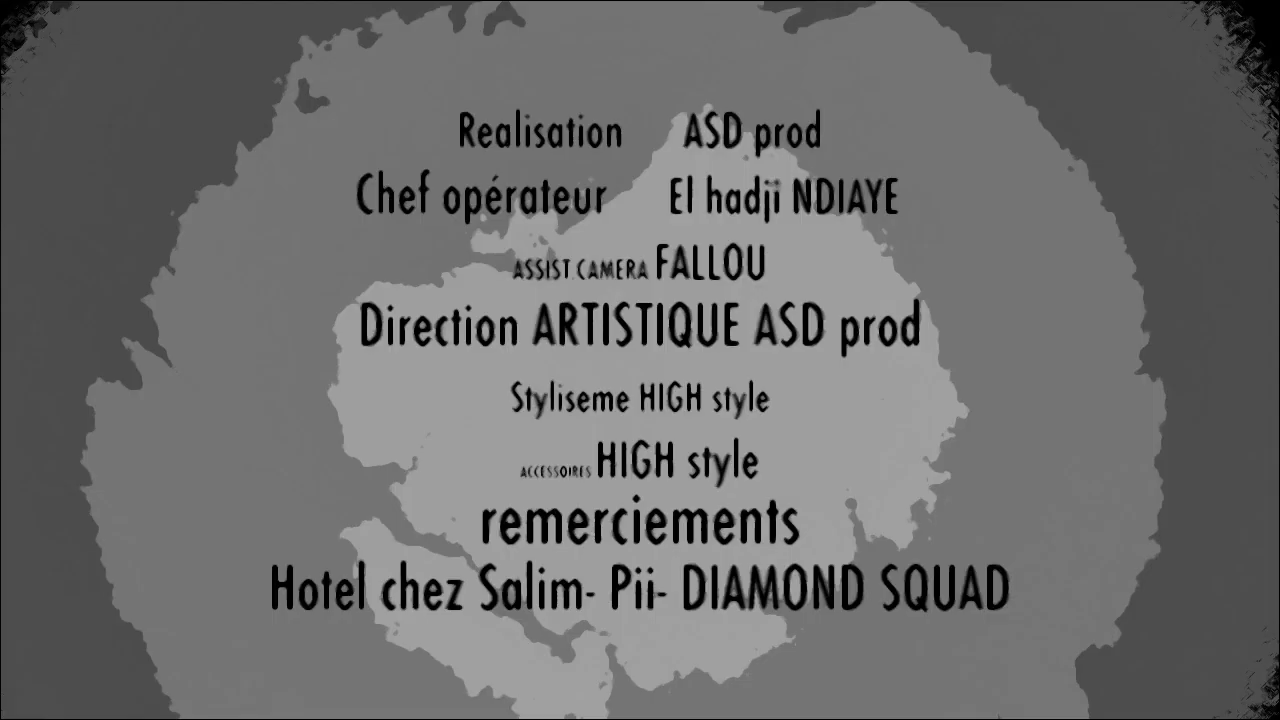 Realisation ASD prod
Chef opérateur El hadji NDIAYE
ASSIST CAMERA FALLOU
Direction ARTISTIQUE ASD prod
Styliseme HIGH style
ACCESSOIRES HIGH style
remerciements
Hotel chez Salim- Pii- DIAMOND SQUAD